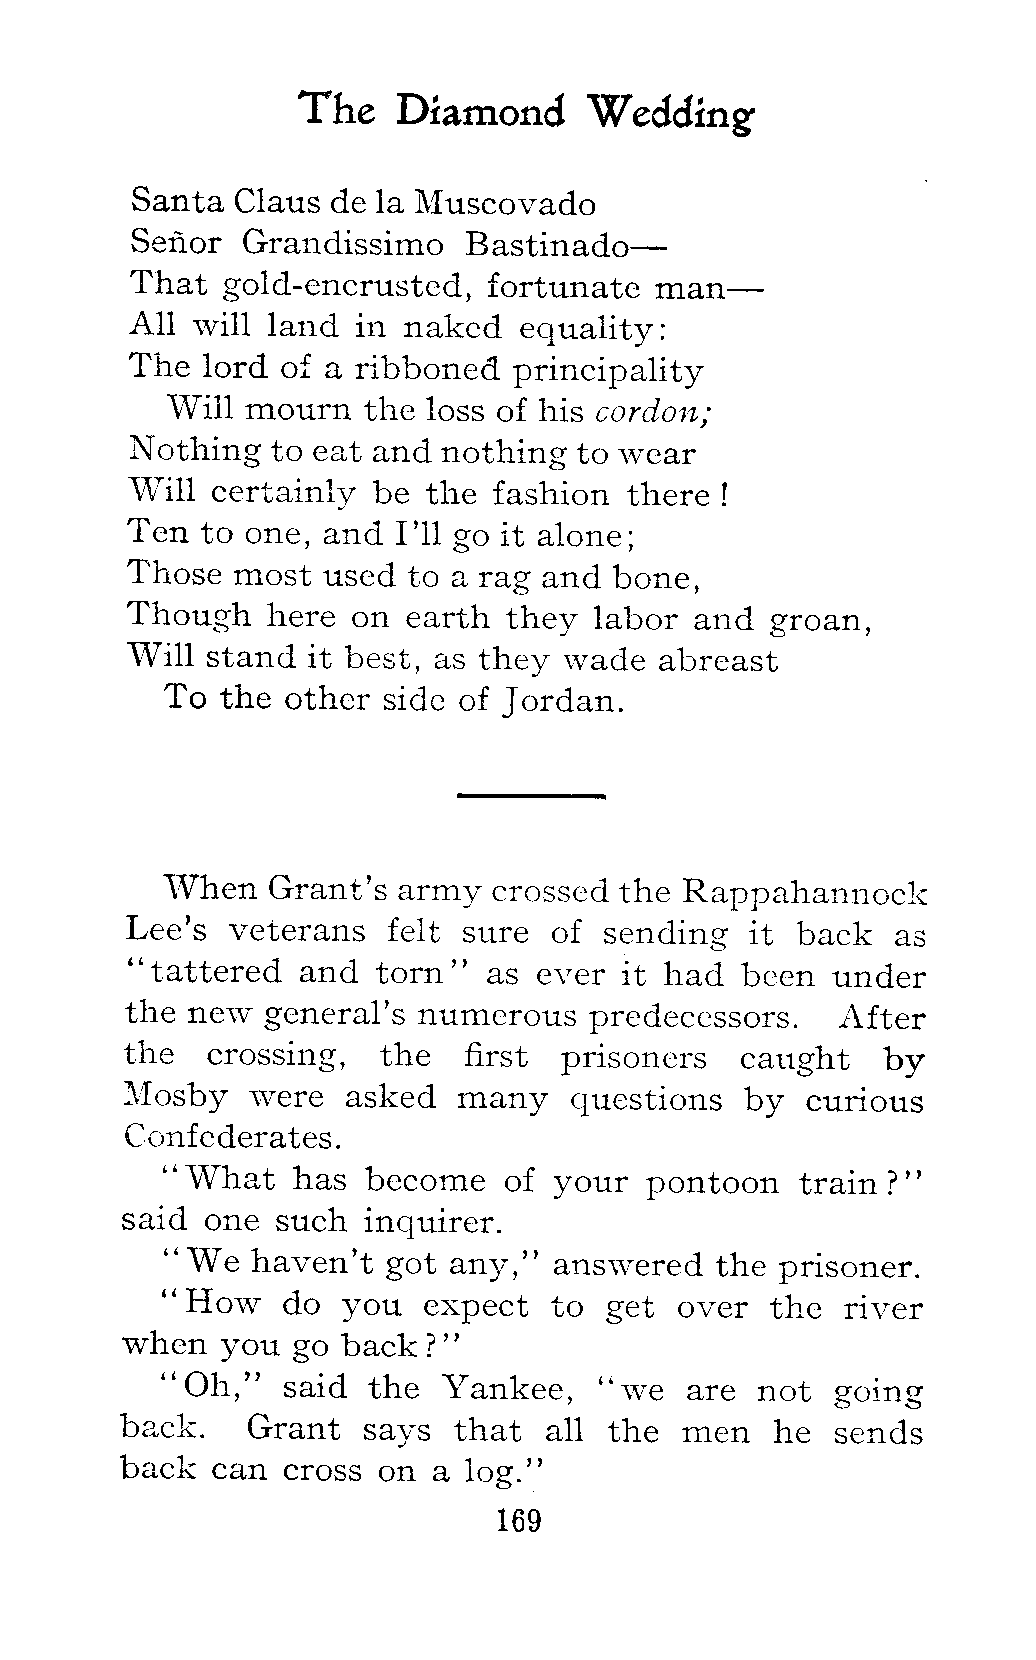 The Diamond Wedding
Santa Claus de la Muscovado
Señor Grandissimo Bastinado—
That gold-encrusted, fortunate man—
All will land in naked equality:
The lord of a ribboned principality
Will mourn the loss of his cordon;
Nothing to eat and nothing to wear
Will certainly be the fashion there!
Ten to one, and I'll go it alone;
Those most used to a rag and bone,
Though here on earth they labor and groan,
Will stand it best, as they wade abreast
To the other side of Jordan.
When Grant's army crossed the Rappahannock
Lee's veterans felt sure of sending it back as
"tattered and torn" as ever it had been under
the new general's numerous predecessors. After
the crossing, the first prisoners caught by
Mosby were asked many questions by curious
Confederates.
"What has become of your pontoon train?"
said one such inquirer.
"We haven't got any," answered the prisoner.
"How do you expect to get over the river
when you go back?"
"Oh," said the Yankee, "we are not going
back. Grant says that all the men he sends
back can cross on a log."
169